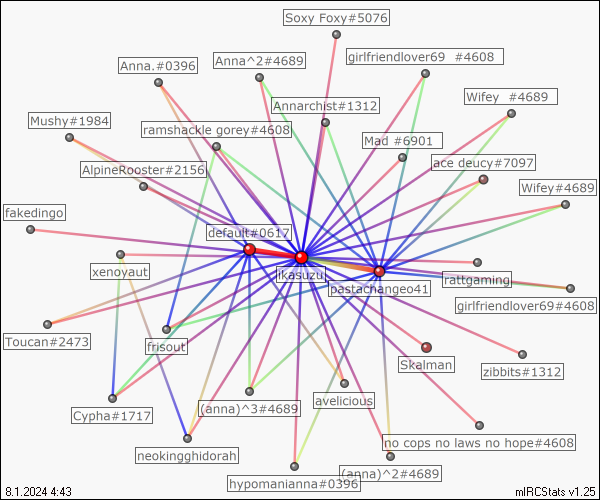 Soxy Foxy#5076
girlfriendlover69 #4608
Anna^2#4689
Anna.#0396
Wifey #4689
Annarchist#1312
Mushy#1984
ramshackle gorey#4608
Mad #6901
ace deucy#7097
AlpineRooster#2156
Wifey#4689
fakedingo
default#0617
xenoyaut
ikasuzu
rattgaming
pastachangeo41
girlfriendlover69#4608
Toucan#2473
frisout
Skalman
zibbits#1312
avelicious
(anna)^3#4689
Cypha#1717
no cops no laws no hope#4608
neokingghidorah
(anna)^2#4689
hypomanianna#0396
8.1.2024 4:43
mIRCStats v1.25